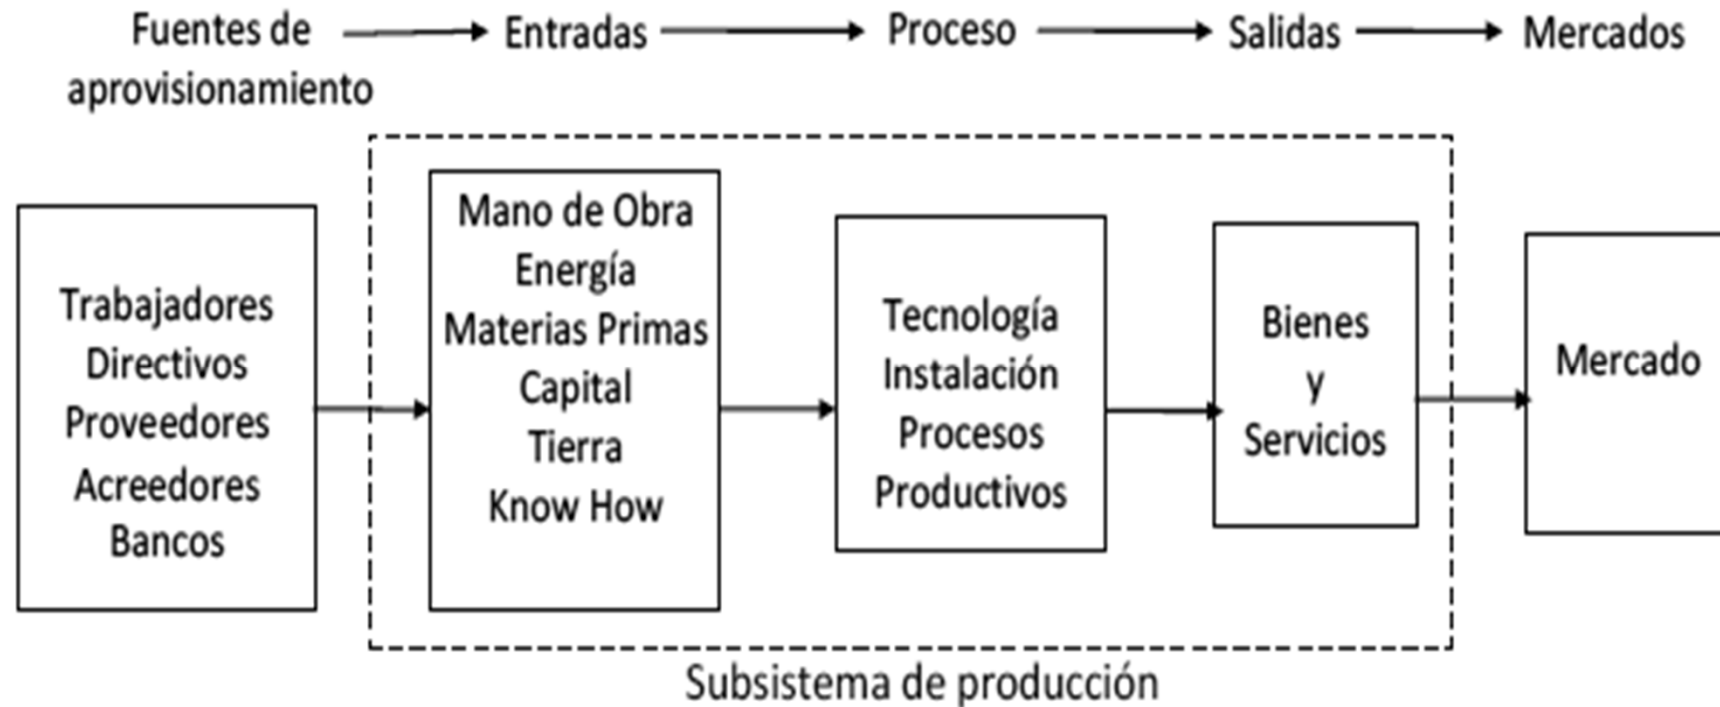 Fuentes de
aprovisionamiento
Entradas
Proceso
Salidas
Mercados
Trabajadores
Directivos
Proveedores
Acreedores
Bancos
Mano de Obra
Energía
Materias Primas
Capital
Tierra
Know How
Tecnología
Instalación
Procesos
Productivos
Bienes
y
Servicios
Mercado
Subsistema de producción